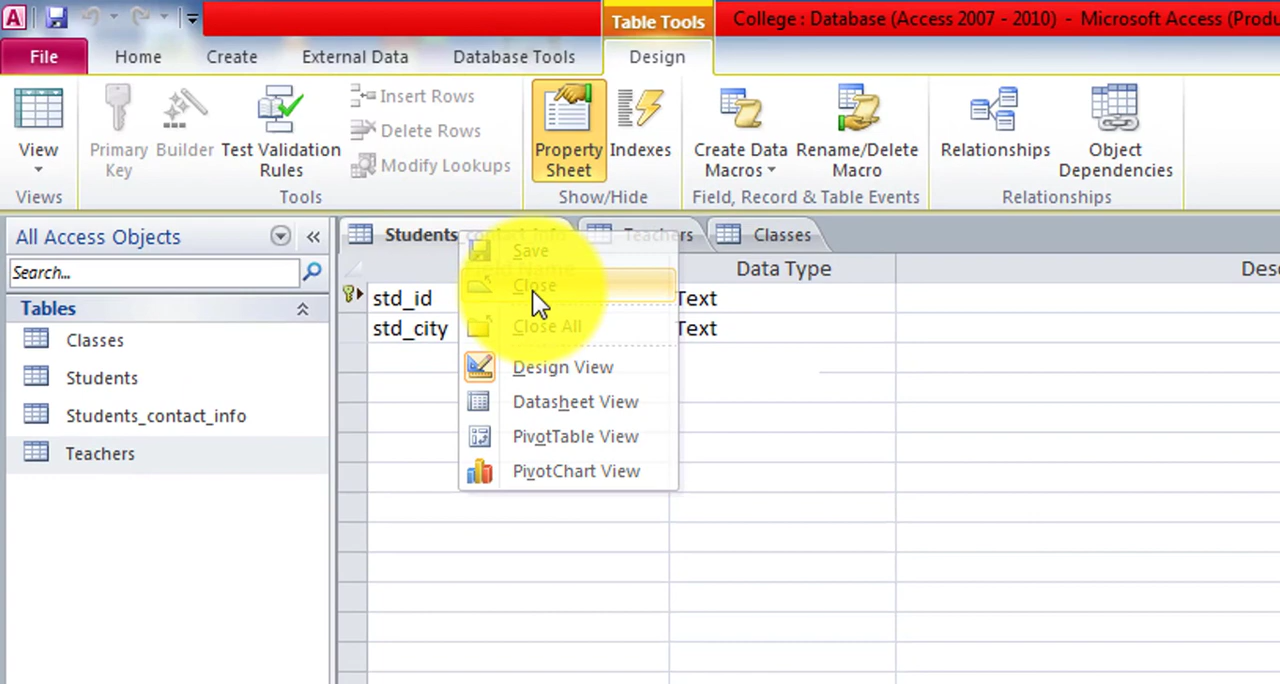 Table Tools
College : Database (Access 2007 - 2010) - Microsoft Access (Produ
File Home Create External Data Database Tools Design
View
Primary Key
Builder
Test Validation Rules
Insert Rows
Delete Rows
Modify Lookups
Property Sheet
Indexes
Create Data Macros
Rename/Delete Macro
Relationships
Object Dependencies
Views Tools Show/Hide Field, Record & Table Events Relationships
All Access Objects
Search...
Tables
Classes
Students
Students_contact_info
Teachers
Students_contact_info Teachers Classes
Field Name Data Type Desc
std_id Text
std_city Text
Save
Close
Close All
Design View
Datasheet View
PivotTable View
PivotChart View